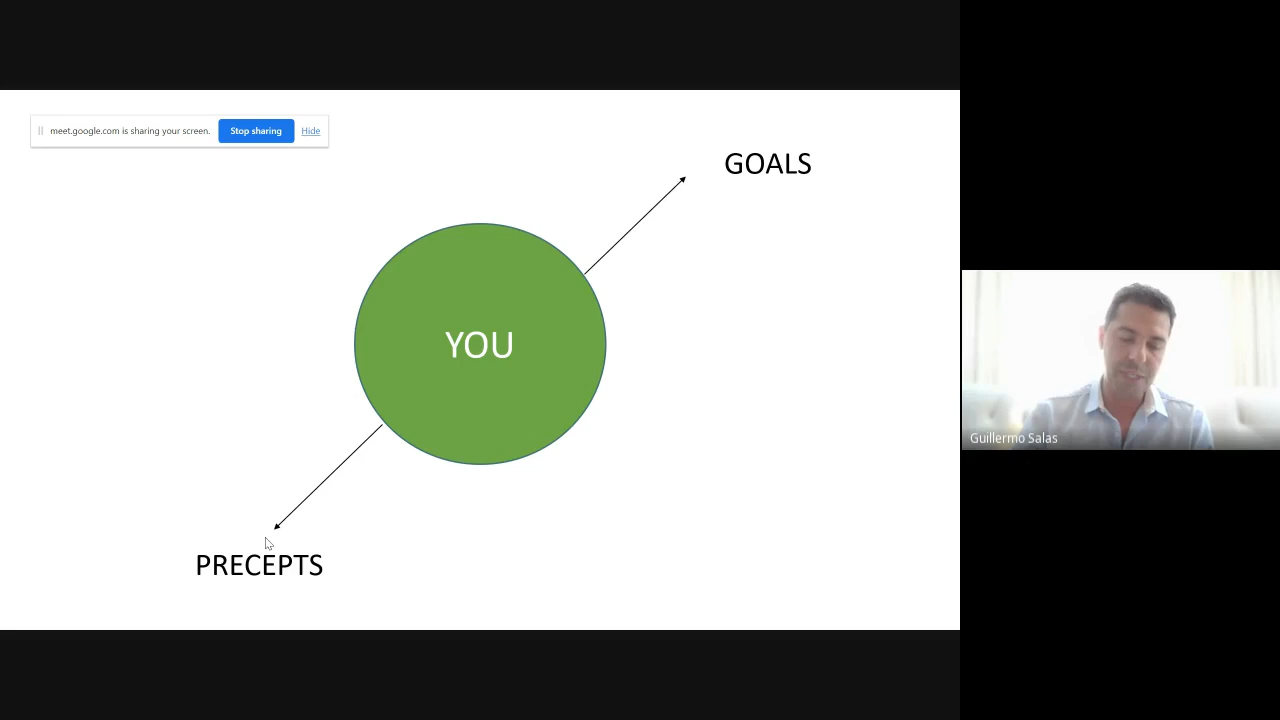 meet.google.com is sharing your screen. Stop sharing Hide
GOALS
YOU
Guillermo Salas
PRECEPTS